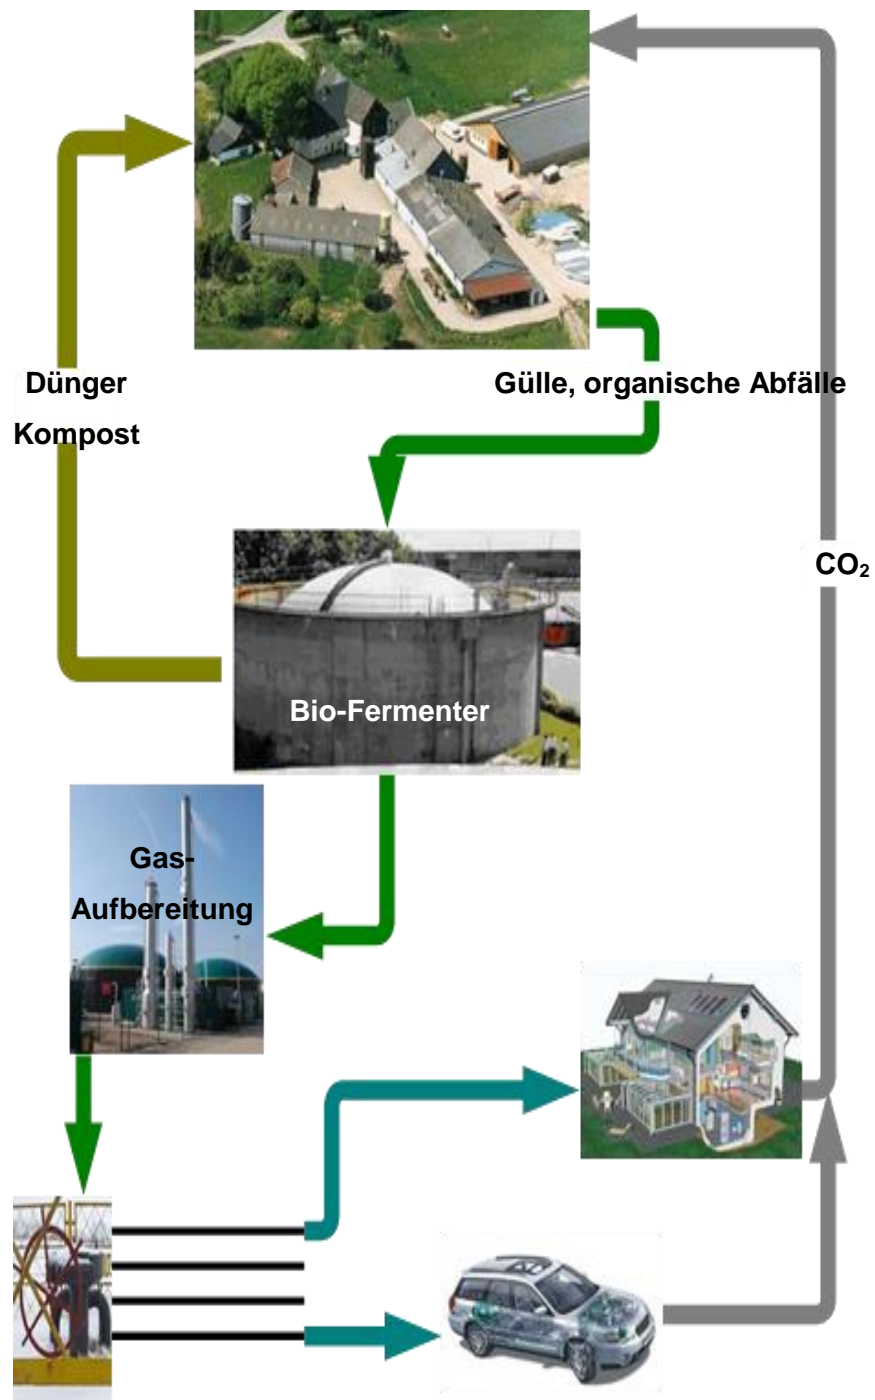 Dünger
Kompost
Gülle, organische Abfälle
CO₂
Bio-Fermenter
Gas-
Aufbereitung